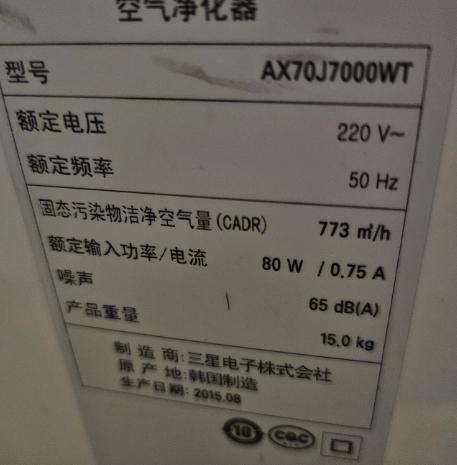 空气净化器
型号 AX70J7000WT
额定电压 220 V~
额定频率 50 Hz
固态污染物洁净空气量(CADR) 773 m³/h
额定输入功率/电流 80 W / 0.75 A
噪声 65 dB(A)
产品重量 15.0 kg
制 造 商:三星电子株式会社
原 产 地:韩国制造
生产日期:2015.08
10 CQC